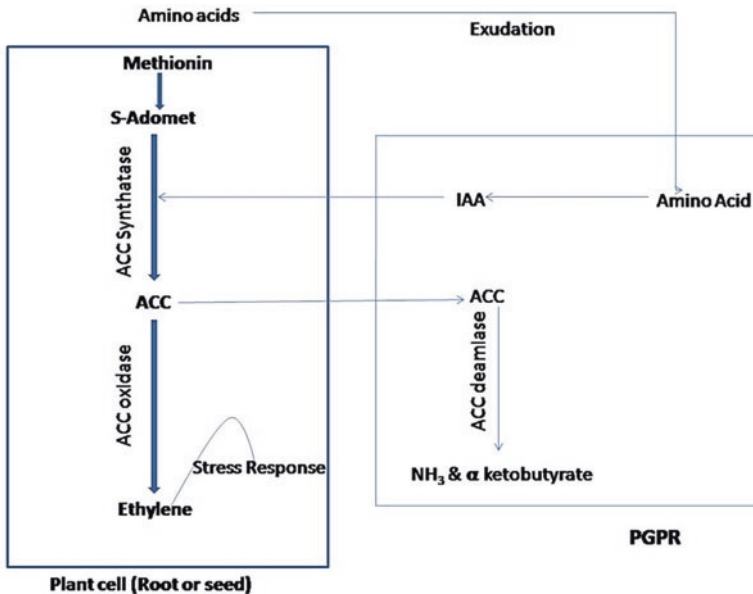 Amino acids
Exudation
Methionin
S-Adomet
ACC Synthatase
IAA
Amino Acid
ACC
ACC
ACC oxidase
ACC deamlase
Stress Response
NH₃ & α ketobutyrate
Ethylene
PGPR
Plant cell (Root or seed)